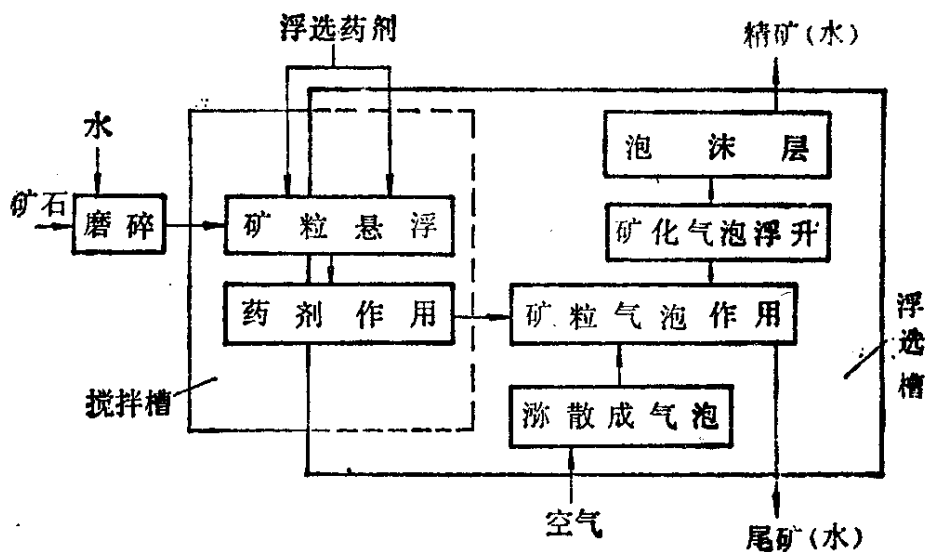 浮选药剂
精矿(水)
水
泡沫层
矿石
磨碎
矿粒悬浮
矿化气泡浮升
药剂作用
矿粒气泡作用
浮选槽
搅拌槽
弥散成气泡
空气
尾矿(水)